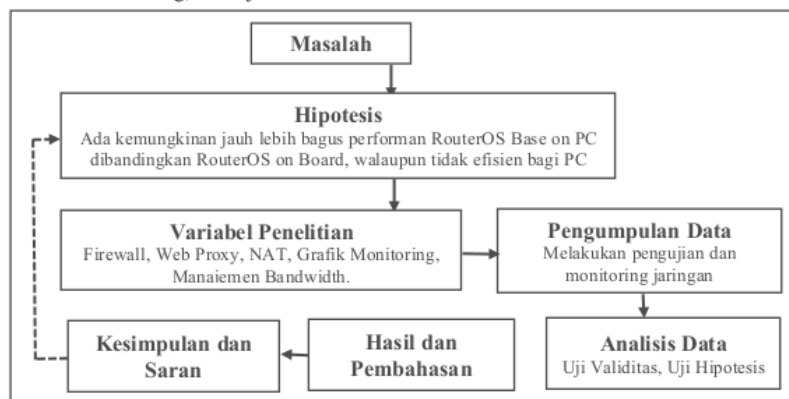 Masalah
Hipotesis
Ada kemungkinan jauh lebih bagus performan RouterOS Base on PC
dibandingkan RouterOS on Board, walaupun tidak efisien bagi PC
Variabel Penelitian
Firewall, Web Proxy, NAT, Grafik Monitoring,
Manaiemen Bandwidth.
Pengumpulan Data
Melakukan pengujian dan
monitoring jaringan
Analisis Data
Uji Validitas, Uji Hipotesis
Hasil dan
Pembahasan
Kesimpulan dan
Saran